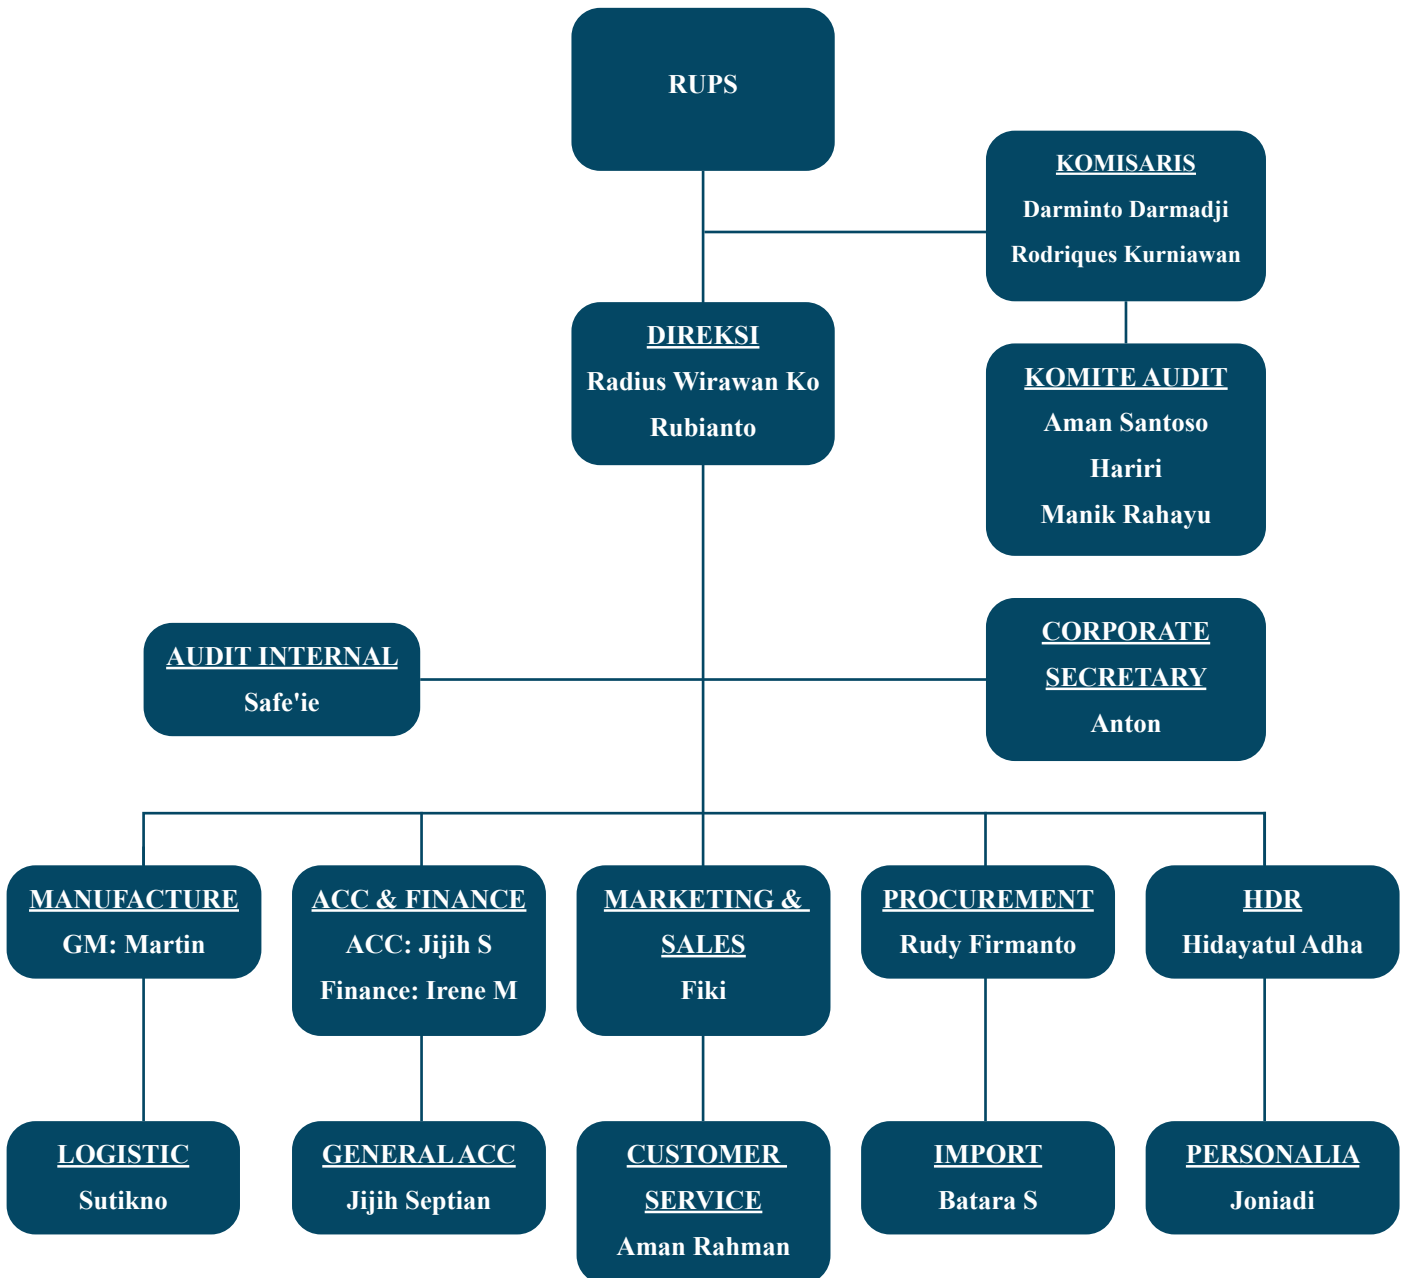 RUPS
KOMISARIS
Darminto Darmadji
Rodriques Kurniawan
DIREKSI
Radius Wirawan Ko
Rubianto
KOMITE AUDIT
Aman Santoso
Hariri
Manik Rahayu
AUDIT INTERNAL
Safe'ie
CORPORATE
SECRETARY
Anton
MANUFACTURE
GM: Martin
ACC & FINANCE
ACC: Jijih S
Finance: Irene M
MARKETING &
SALES
Fiki
PROCUREMENT
Rudy Firmanto
HDR
Hidayatul Adha
LOGISTIC
Sutikno
GENERAL ACC
Jijih Septian
CUSTOMER
SERVICE
Aman Rahman
IMPORT
Batara S
PERSONALIA
Joniadi